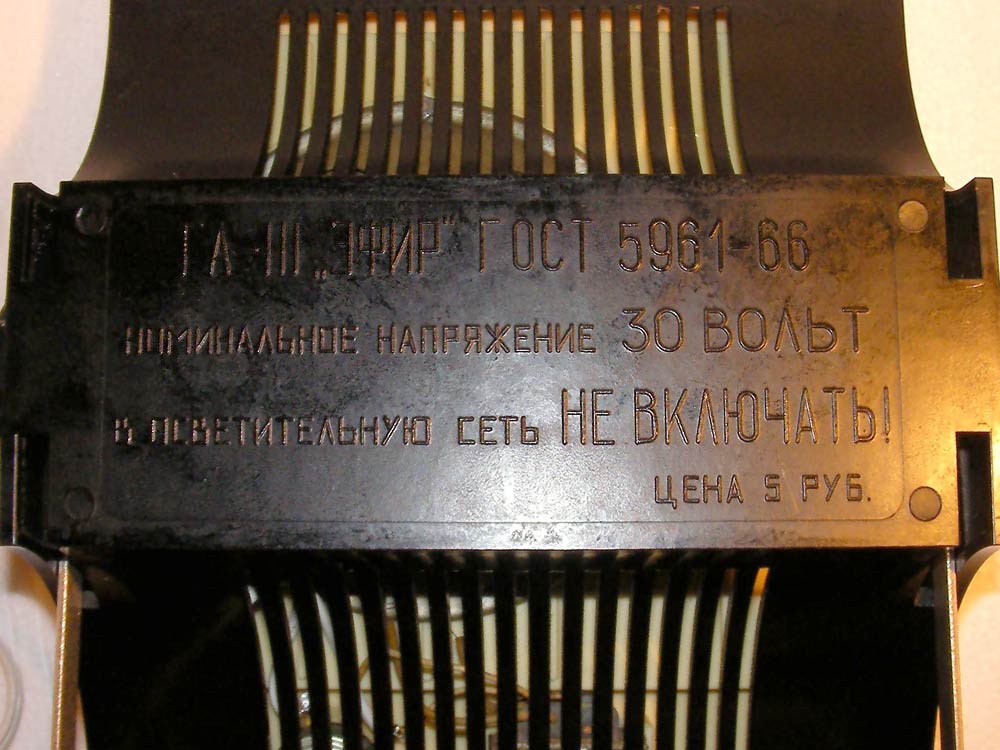 ГА-III „ЭФИР" ГОСТ 5961-66
НОМИНАЛЬНОЕ НАПРЯЖЕНИЕ 30 ВОЛЬТ
В ОСВЕТИТЕЛЬНУЮ СЕТЬ НЕ ВКЛЮЧАТЬ!
ЦЕНА 5 РУБ.